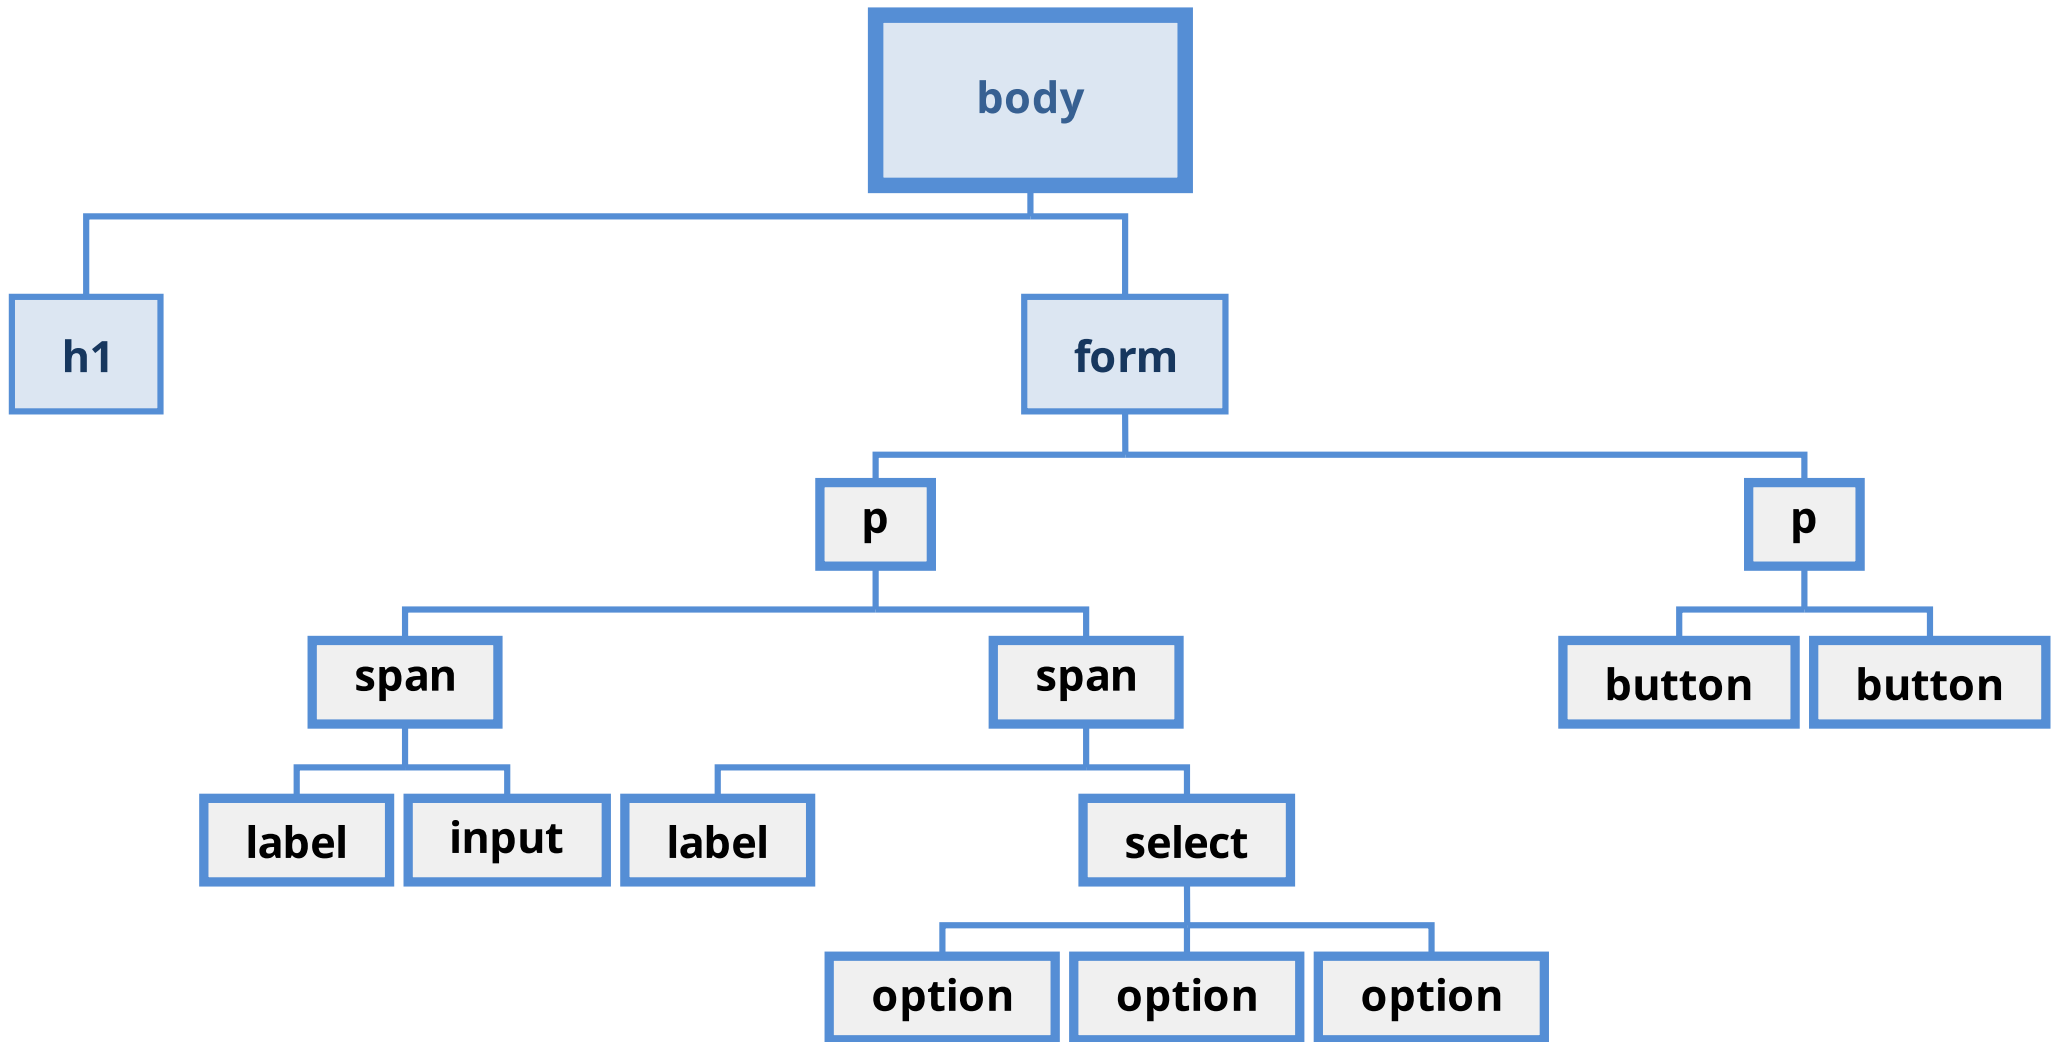 body
h1
form
p
p
span
span
button
button
label
input
label
select
option
option
option